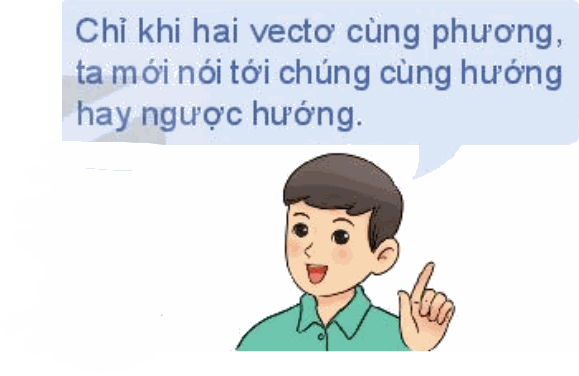 Chỉ khi hai vectơ cùng phương,
ta mới nói tới chúng cùng hướng
hay ngược hướng.